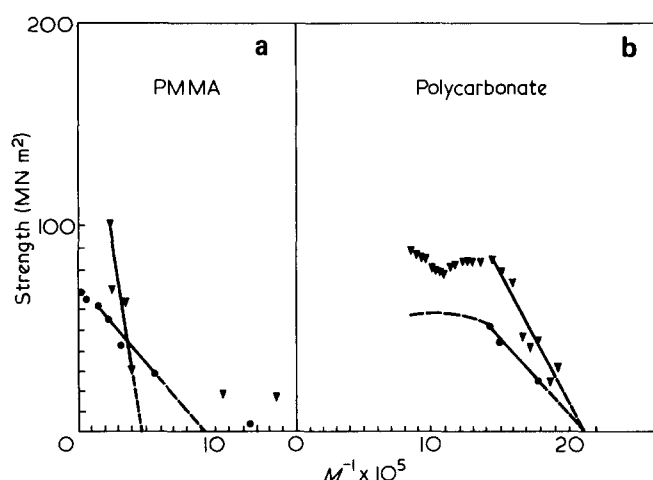 200
a
b
PMMA
Polycarbonate
Strength (MN m²)
100
0
10
0
10
20
M⁻¹ x 10⁵